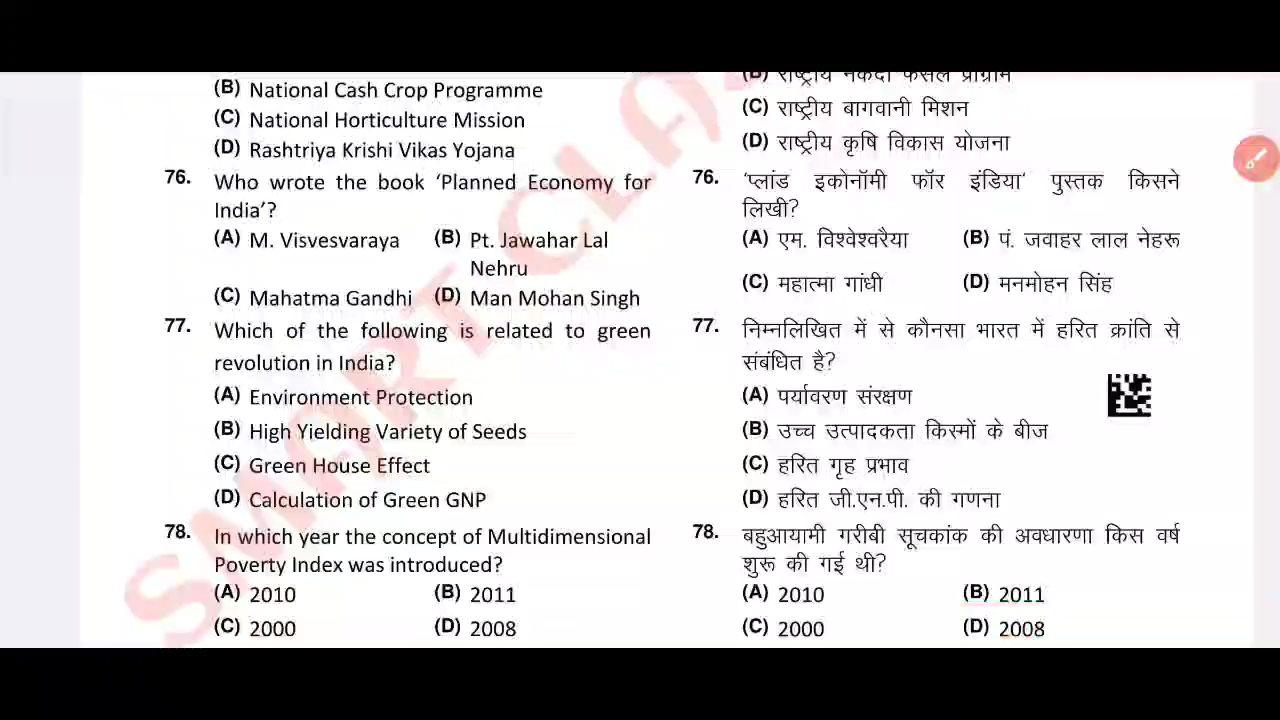 (B) National Cash Crop Programme
(C) National Horticulture Mission
(D) Rashtriya Krishi Vikas Yojana
76. Who wrote the book ‘Planned Economy for
India’?
(A) M. Visvesvaraya (B) Pt. Jawahar Lal
Nehru
(C) Mahatma Gandhi (D) Man Mohan Singh
77. Which of the following is related to green
revolution in India?
(A) Environment Protection
(B) High Yielding Variety of Seeds
(C) Green House Effect
(D) Calculation of Green GNP
78. In which year the concept of Multidimensional
Poverty Index was introduced?
(A) 2010 (B) 2011
(C) 2000 (D) 2008
(B) राष्ट्रीय नकदी फसल प्रोग्राम
(C) राष्ट्रीय बागवानी मिशन
(D) राष्ट्रीय कृषि विकास योजना
76. ‘प्लांड इकोनॉमी फॉर इंडिया‘ पुस्तक किसने
लिखी?
(A) एम. विश्वेश्वरैया (B) पं. जवाहर लाल नेहरू
(C) महात्मा गांधी (D) मनमोहन सिंह
77. निम्नलिखित में से कौनसा भारत में हरित क्रांति से
संबंधित है?
(A) पर्यावरण संरक्षण
(B) उच्च उत्पादकता किस्मों के बीज
(C) हरित गृह प्रभाव
(D) हरित जी.एन.पी. की गणना
78. बहुआयामी गरीबी सूचकांक की अवधारणा किस वर्ष
शुरू की गई थी?
(A) 2010 (B) 2011
(C) 2000 (D) 2008
SMART CLAS